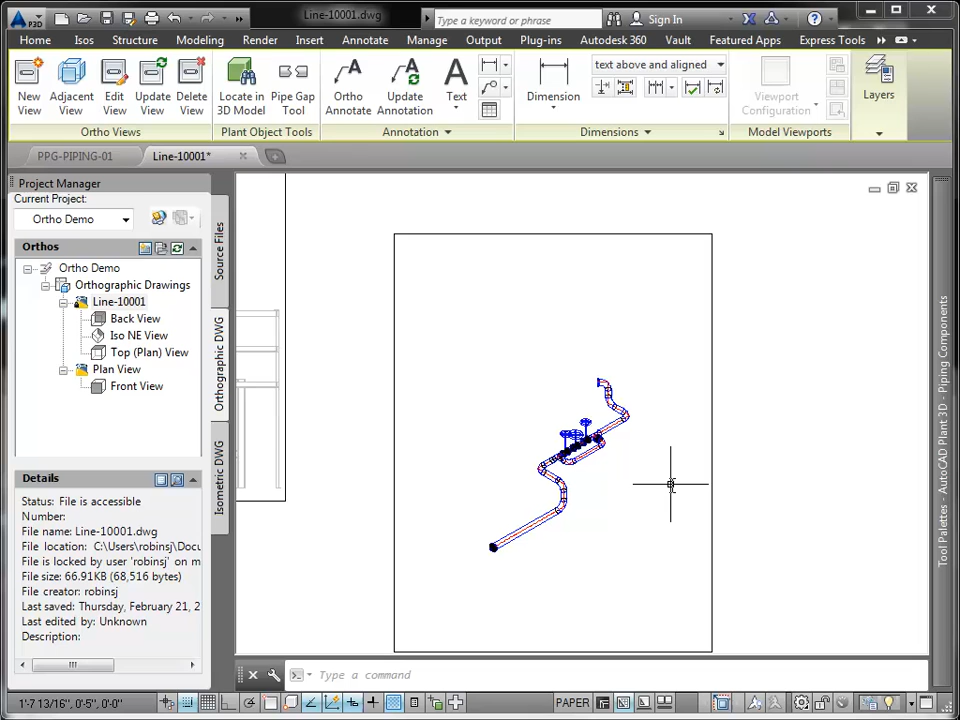 P3D
Line-10001.dwg
Type a keyword or phrase
Sign In
Home Isos Structure Modeling Render Insert Annotate Manage Output Plug-ins Autodesk 360 Vault Featured Apps Express Tools
New View
Adjacent View
Edit View
Update View
Delete View
Locate in 3D Model
Pipe Gap Tool
Ortho Annotate
Update Annotation
Text
Dimension
text above and aligned
Viewport Configuration
Layers
Ortho Views
Plant Object Tools
Annotation
Dimensions
Model Viewports
PPG-PIPING-01
Line-10001*
Project Manager
Current Project:
Ortho Demo
Orthos
Ortho Demo
Orthographic Drawings
Line-10001
Back View
Iso NE View
Top (Plan) View
Plan View
Front View
Source Files
Orthographic DWG
Isometric DWG
Details
Status: File is accessible
Number:
File name: Line-10001.dwg
File location: C:\Users\robinsj\Docu
File is locked by user 'robinsj' on m
File size: 66.91KB (68,516 bytes)
File creator: robinsj
Last saved: Thursday, February 21, 2
Last edited by: Unknown
Description:
Tool Palettes - AutoCAD Plant 3D - Piping Components
Type a command
1'-7 13/16", 0'-5", 0'-0"
PAPER